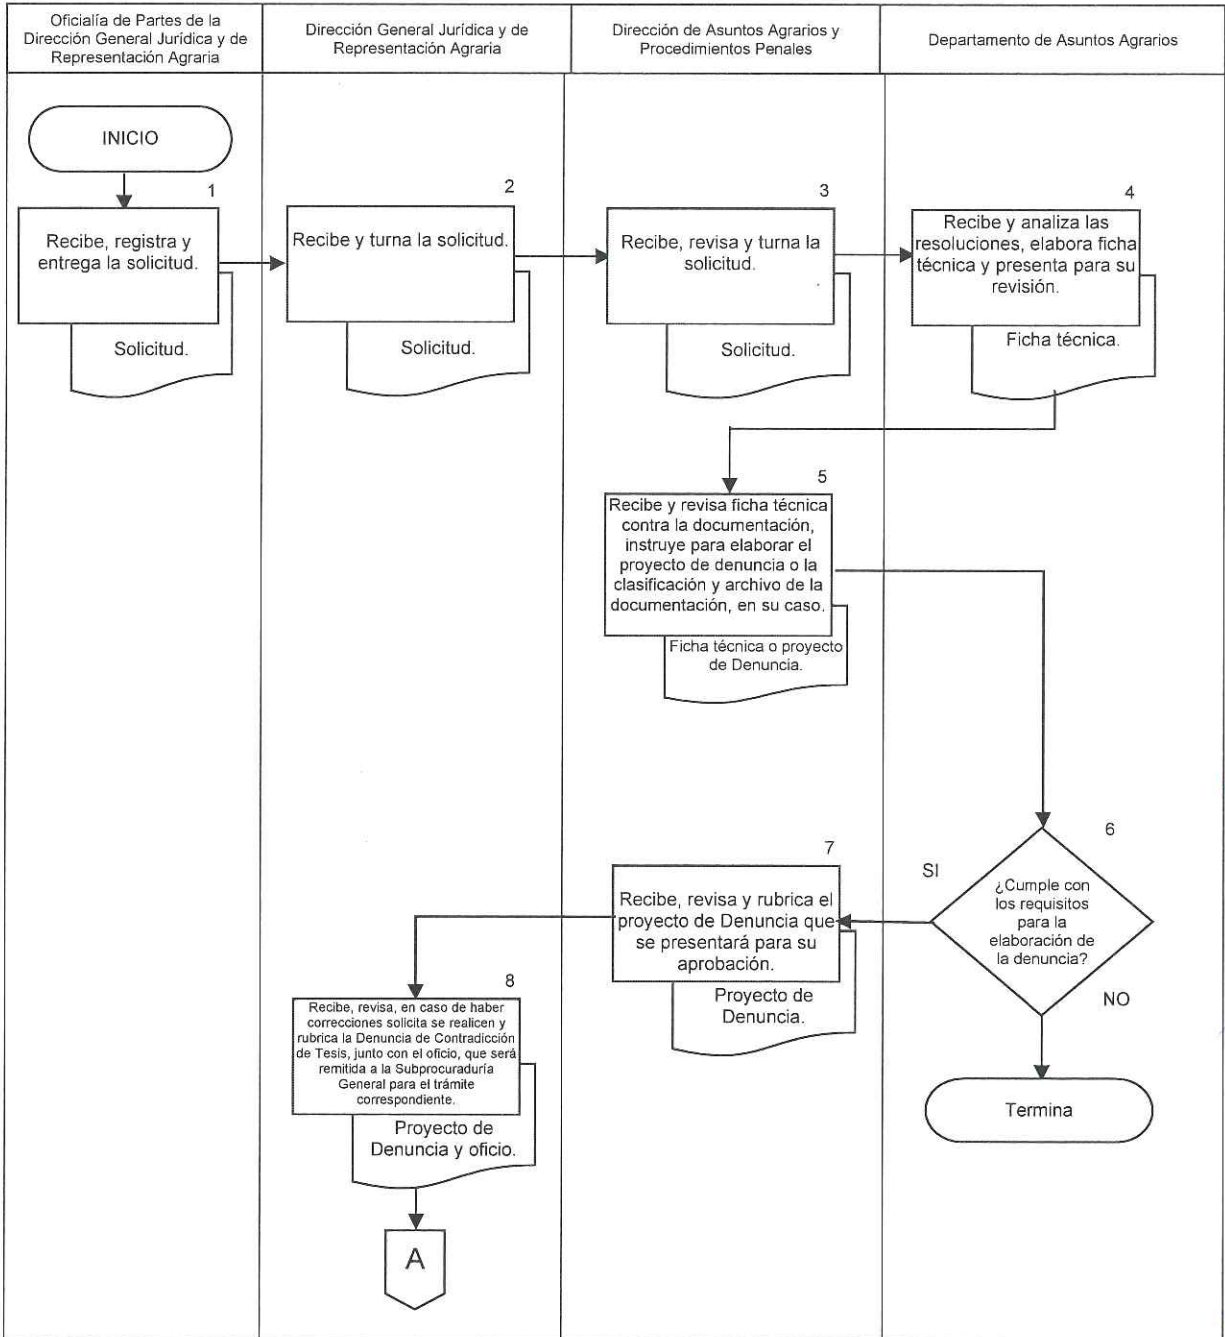 Oficialía de Partes de la
Dirección General Jurídica y de
Representación Agraria
Dirección General Jurídica y de
Representación Agraria
Dirección de Asuntos Agrarios y
Procedimientos Penales
Departamento de Asuntos Agrarios
INICIO
1
Recibe, registra y
entrega la solicitud.
Solicitud.
2
Recibe y turna la solicitud.
Solicitud.
3
Recibe, revisa y turna la
solicitud.
Solicitud.
4
Recibe y analiza las
resoluciones, elabora ficha
técnica y presenta para su
revisión.
Ficha técnica.
5
Recibe y revisa ficha técnica
contra la documentación,
instruye para elaborar el
proyecto de denuncia o la
clasificación y archivo de la
documentación, en su caso.
Ficha técnica o proyecto
de Denuncia.
6
¿Cumple con
los requisitos
para la
elaboración de
la denuncia?
SI
NO
Termina
7
Recibe, revisa y rubrica el
proyecto de Denuncia que
se presentará para su
aprobación.
Proyecto de
Denuncia.
8
Recibe, revisa, en caso de haber
correcciones solicita se realicen y
rubrica la Denuncia de Contradicción
de Tesis, junto con el oficio, que será
remitida a la Subprocuraduría
General para el trámite
correspondiente.
Proyecto de
Denuncia y oficio.
A